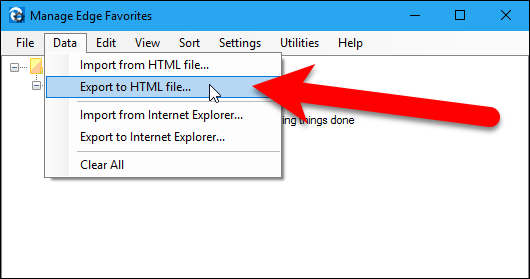 Manage Edge Favorites
File Data Edit View Sort Settings Utilities Help
Import from HTML file...
Export to HTML file...
Import from Internet Explorer...
things done
Export to Internet Explorer...
Clear All